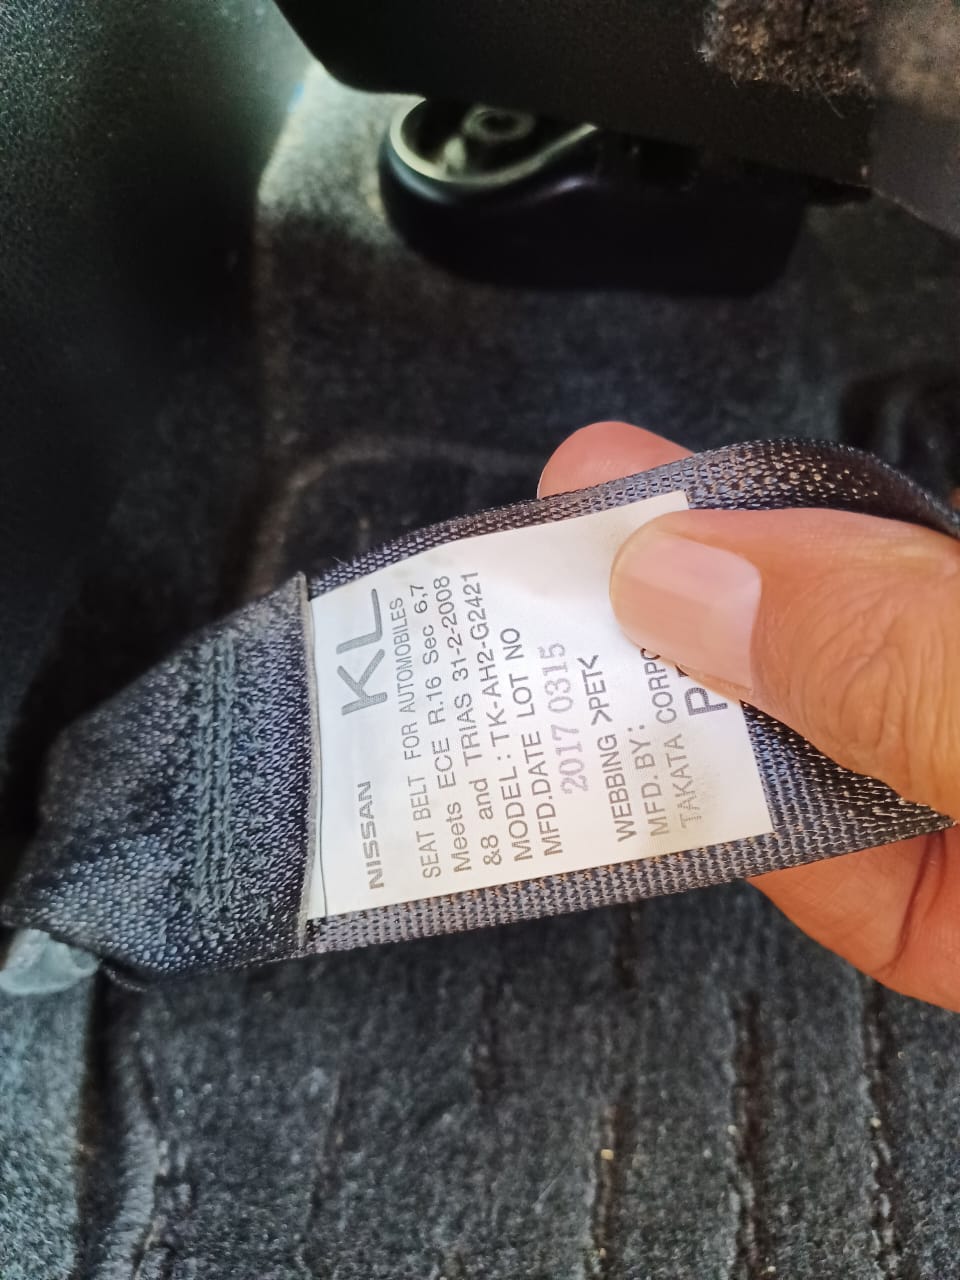 NISSAN KL
SEAT BELT FOR AUTOMOBILES
Meets ECE R.16 Sec 6,7
&8 and TRIAS 31-2-2008
MODEL : TK-AH2-G2421
MFD.DATE LOT NO
2017 0315
WEBBING >PET<
MFD. BY :
TAKATA CORPO